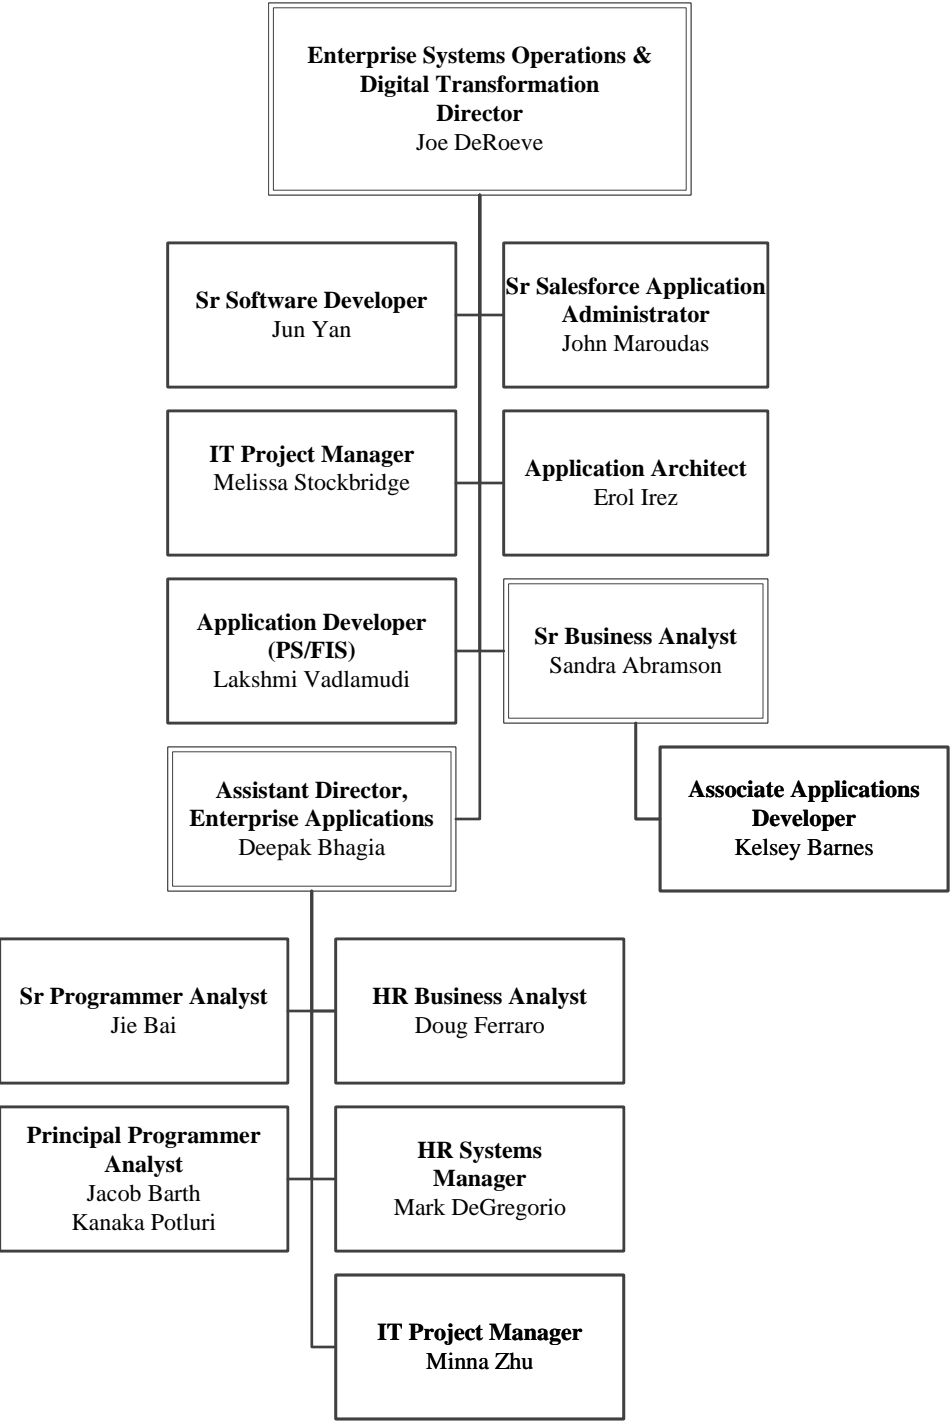 Enterprise Systems Operations &
Digital Transformation
Director
Joe DeRoeve
Sr Software Developer
Jun Yan
Sr Salesforce Application
Administrator
John Maroudas
IT Project Manager
Melissa Stockbridge
Application Architect
Erol Irez
Application Developer
(PS/FIS)
Lakshmi Vadlamudi
Sr Business Analyst
Sandra Abramson
Assistant Director,
Enterprise Applications
Deepak Bhagia
Associate Applications
Developer
Kelsey Barnes
Sr Programmer Analyst
Jie Bai
HR Business Analyst
Doug Ferraro
Principal Programmer
Analyst
Jacob Barth
Kanaka Potluri
HR Systems
Manager
Mark DeGregorio
IT Project Manager
Minna Zhu